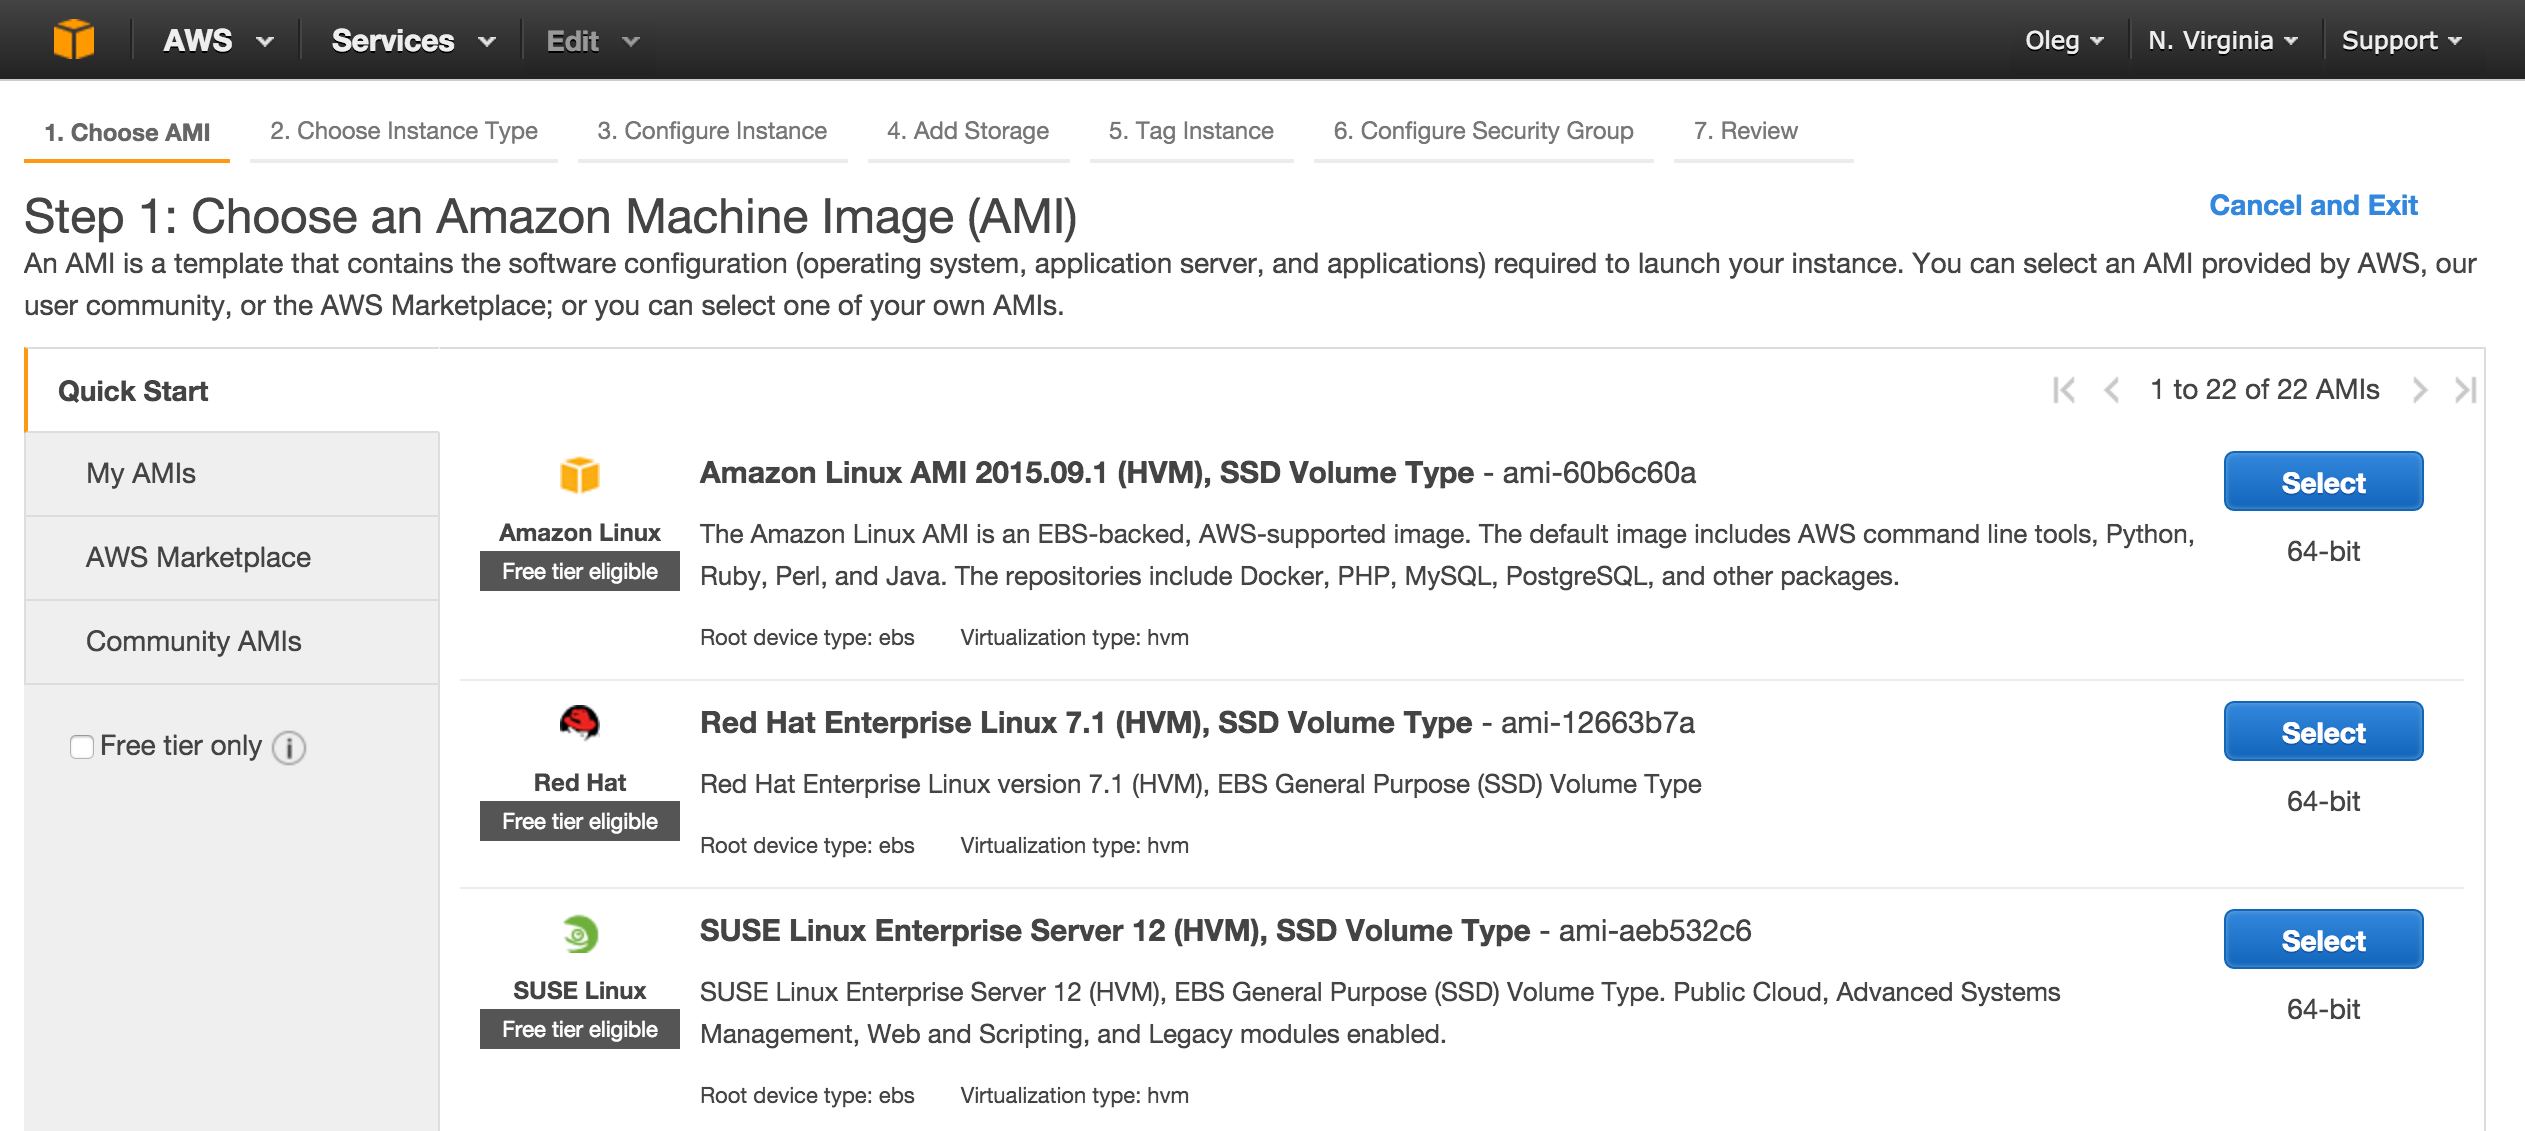 AWS Services Edit Oleg N. Virginia Support
1. Choose AMI 2. Choose Instance Type 3. Configure Instance 4. Add Storage 5. Tag Instance 6. Configure Security Group 7. Review
Step 1: Choose an Amazon Machine Image (AMI)
Cancel and Exit
An AMI is a template that contains the software configuration (operating system, application server, and applications) required to launch your instance. You can select an AMI provided by AWS, our
user community, or the AWS Marketplace; or you can select one of your own AMIs.
Quick Start
My AMIs
AWS Marketplace
Community AMIs
Free tier only
1 to 22 of 22 AMIs
Amazon Linux
Free tier eligible
Amazon Linux AMI 2015.09.1 (HVM), SSD Volume Type - ami-60b6c60a
The Amazon Linux AMI is an EBS-backed, AWS-supported image. The default image includes AWS command line tools, Python,
Ruby, Perl, and Java. The repositories include Docker, PHP, MySQL, PostgreSQL, and other packages.
Root device type: ebs Virtualization type: hvm
Select
64-bit
Red Hat
Free tier eligible
Red Hat Enterprise Linux 7.1 (HVM), SSD Volume Type - ami-12663b7a
Red Hat Enterprise Linux version 7.1 (HVM), EBS General Purpose (SSD) Volume Type
Root device type: ebs Virtualization type: hvm
Select
64-bit
SUSE Linux
Free tier eligible
SUSE Linux Enterprise Server 12 (HVM), SSD Volume Type - ami-aeb532c6
SUSE Linux Enterprise Server 12 (HVM), EBS General Purpose (SSD) Volume Type. Public Cloud, Advanced Systems
Management, Web and Scripting, and Legacy modules enabled.
Root device type: ebs Virtualization type: hvm
Select
64-bit